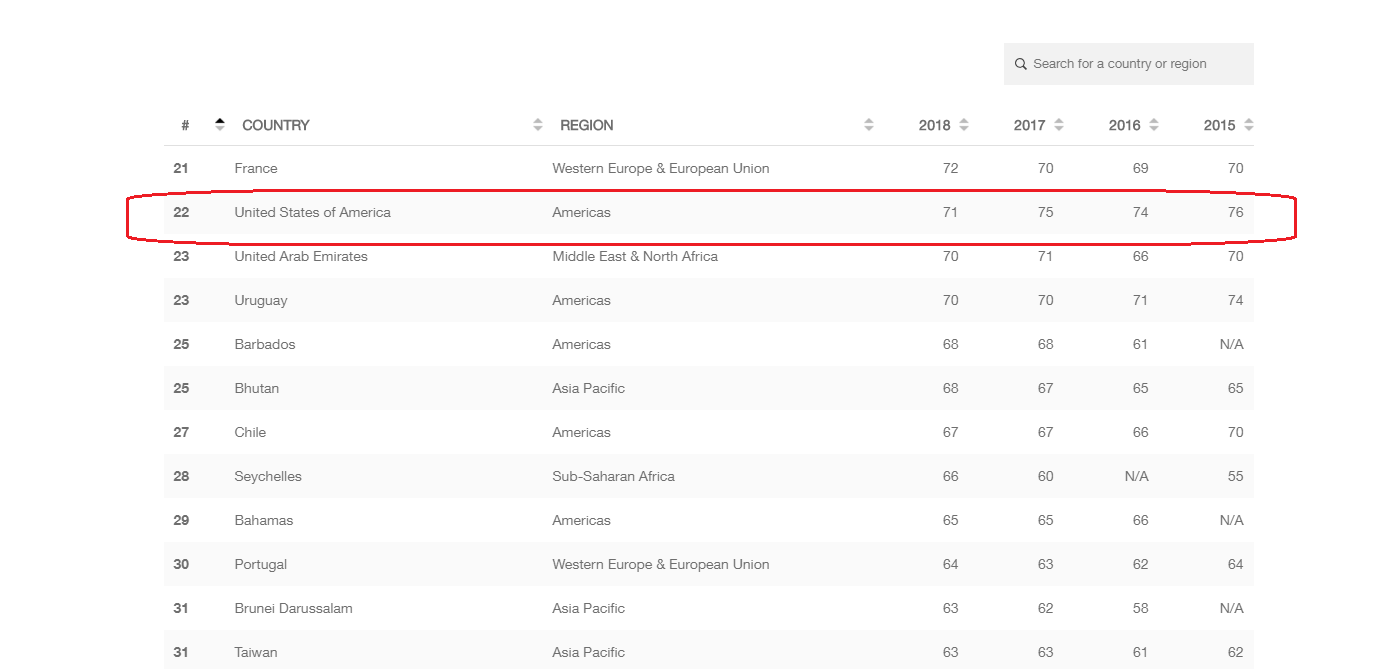 Search for a country or region
# COUNTRY REGION 2018 2017 2016 2015
21 France Western Europe & European Union 72 70 69 70
22 United States of America Americas 71 75 74 76
23 United Arab Emirates Middle East & North Africa 70 71 66 70
23 Uruguay Americas 70 70 71 74
25 Barbados Americas 68 68 61 N/A
25 Bhutan Asia Pacific 68 67 65 65
27 Chile Americas 67 67 66 70
28 Seychelles Sub-Saharan Africa 66 60 N/A 55
29 Bahamas Americas 65 65 66 N/A
30 Portugal Western Europe & European Union 64 63 62 64
31 Brunei Darussalam Asia Pacific 63 62 58 N/A
31 Taiwan Asia Pacific 63 63 61 62